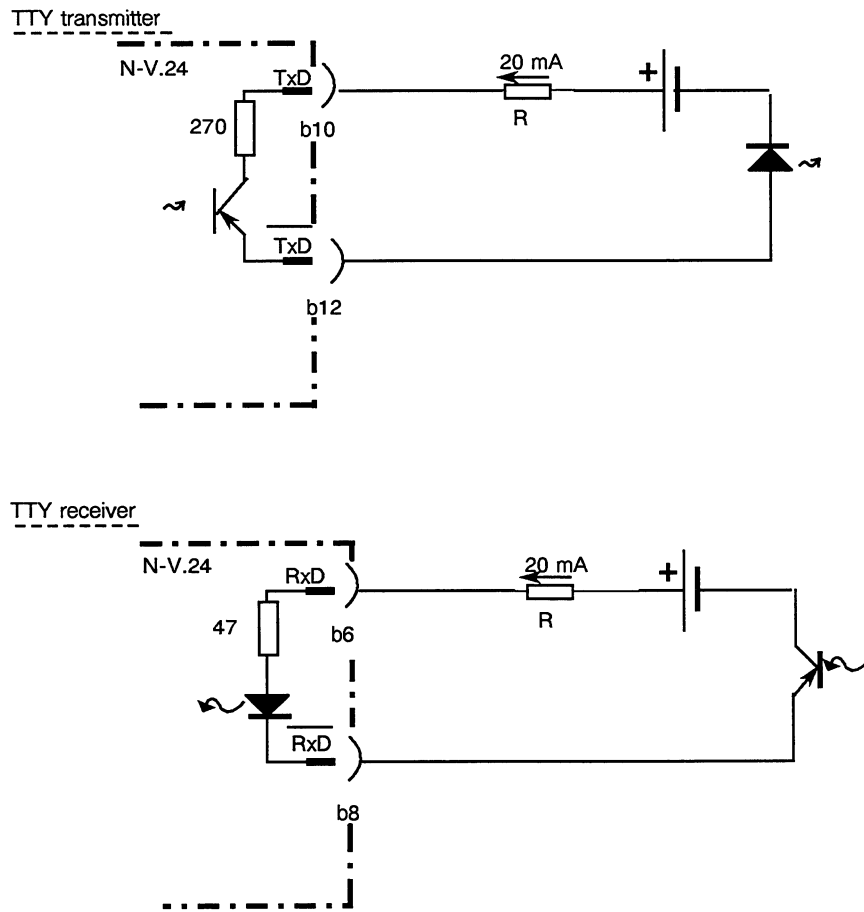 TTY transmitter
N-V.24
TxD
20 mA
+
270
b10
R
TxD
b12
TTY receiver
N-V.24
RxD
20 mA
+
47
b6
R
RxD
b8